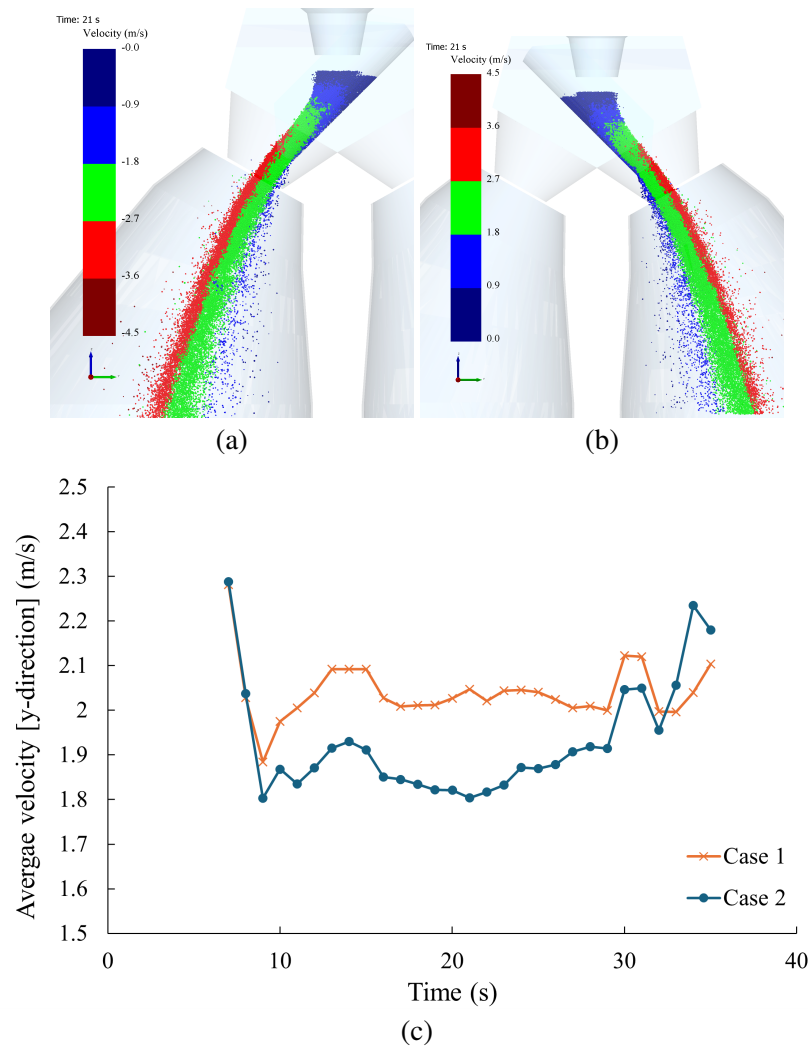 Time: 21 s
Velocity (m/s)
-0.0
-0.9
-1.8
-2.7
-3.6
-4.5
(a)
Time: 21 s
Velocity (m/s)
4.5
3.6
2.7
1.8
0.9
0.0
(b)
Avergae velocity [y-direction] (m/s)
2.5
2.4
2.3
2.2
2.1
2
1.9
1.8
1.7
1.6
1.5
0
10
20
30
40
Case 1
Case 2
Time (s)
(c)